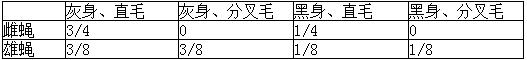 灰身、直毛 灰身、分叉毛 黑身、直毛 黑身、分叉毛
雌蝇 3/4 0 1/4 0
雄蝇 3/8 3/8 1/8 1/8